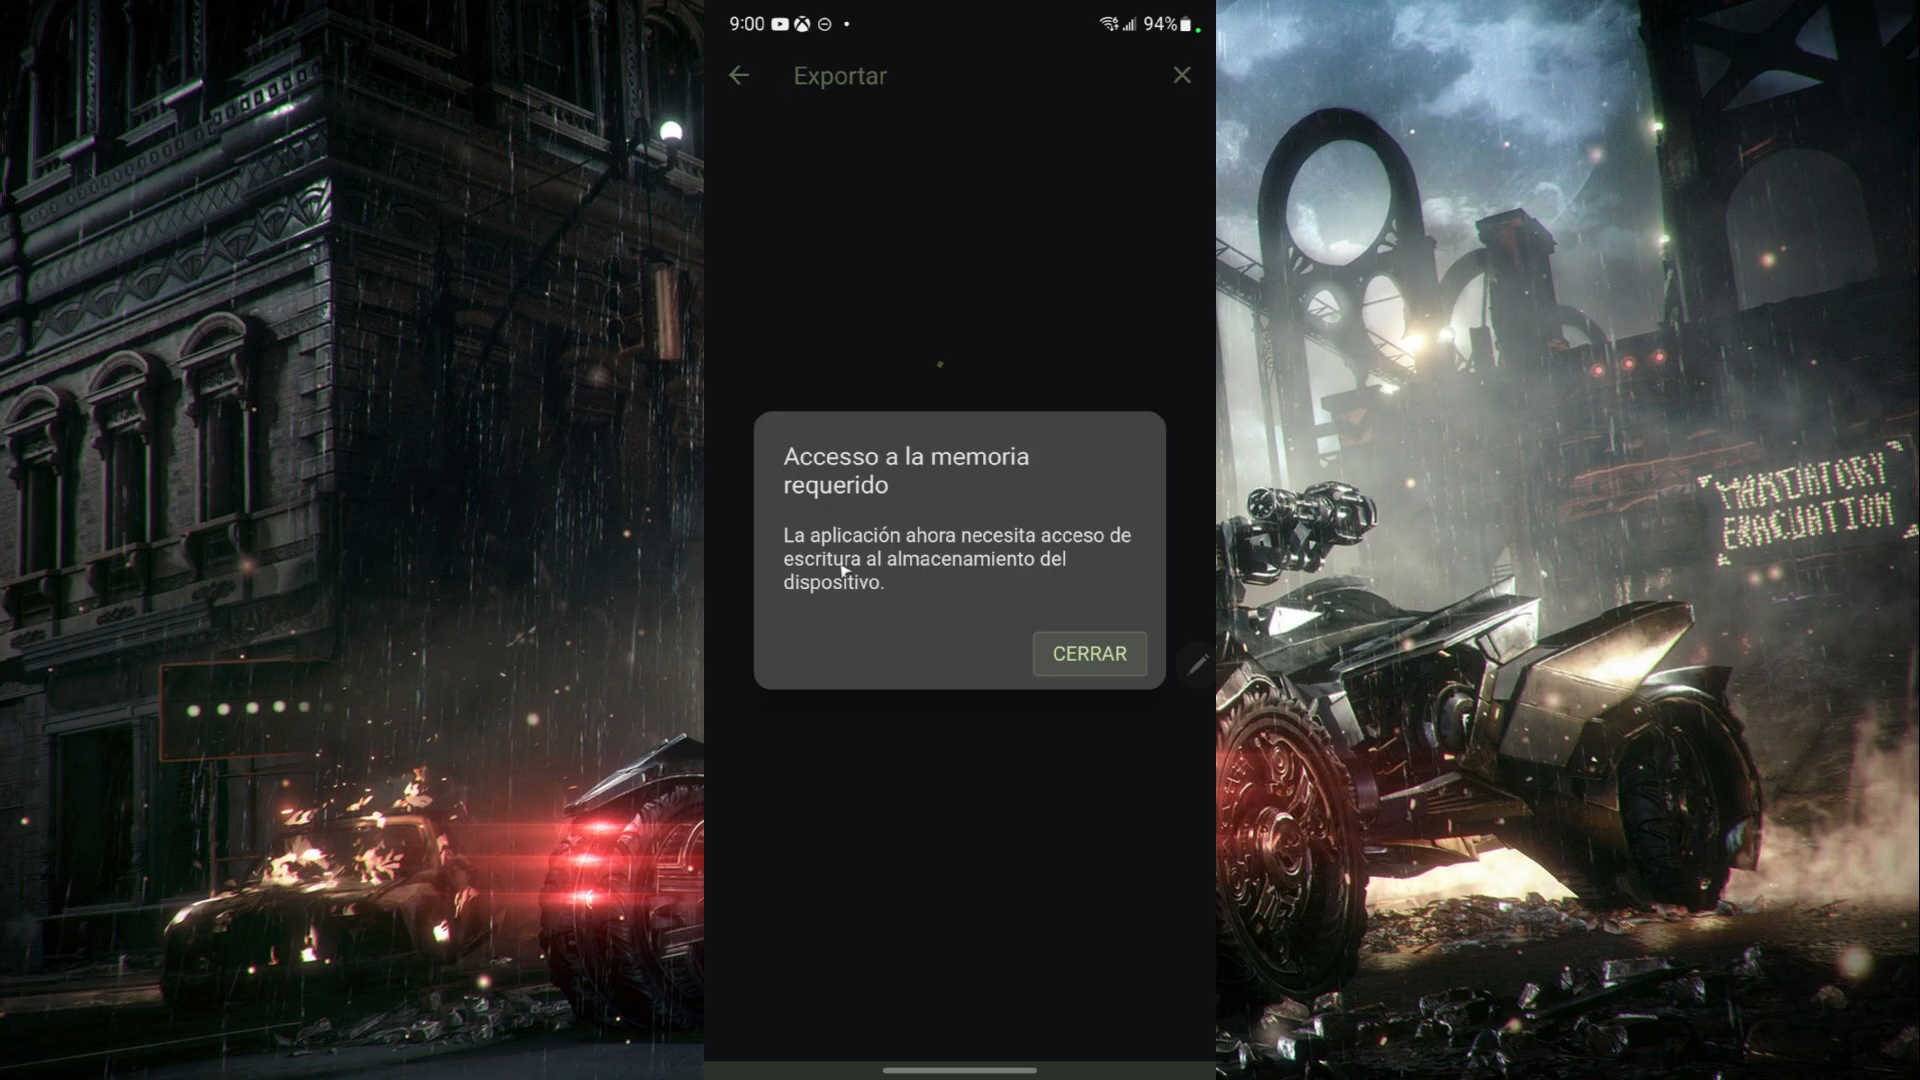 9:00 94%
Exportar
Accesso a la memoria
requerido
La aplicación ahora necesita acceso de
escritura al almacenamiento del
dispositivo.
CERRAR
MANDATORY
EVACUATION